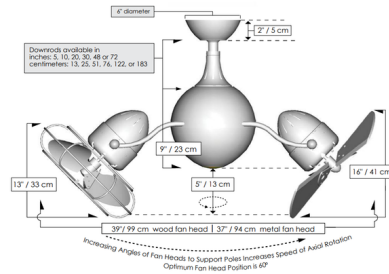 6" diameter
2" / 5 cm
Downrods available in
inches: 5, 10, 20, 30, 48 or 72
centimeters: 13, 25, 51, 76, 122, or 183
9" / 23 cm
13" / 33 cm
5" / 13 cm
16" / 41 cm
39"/ 99 cm wood fan head | 37" / 94 cm metal fan head
Increasing Angles of Fan Heads to Support Poles Increases Speed of Axial Rotation
Optimum Fan Head Position is 60º